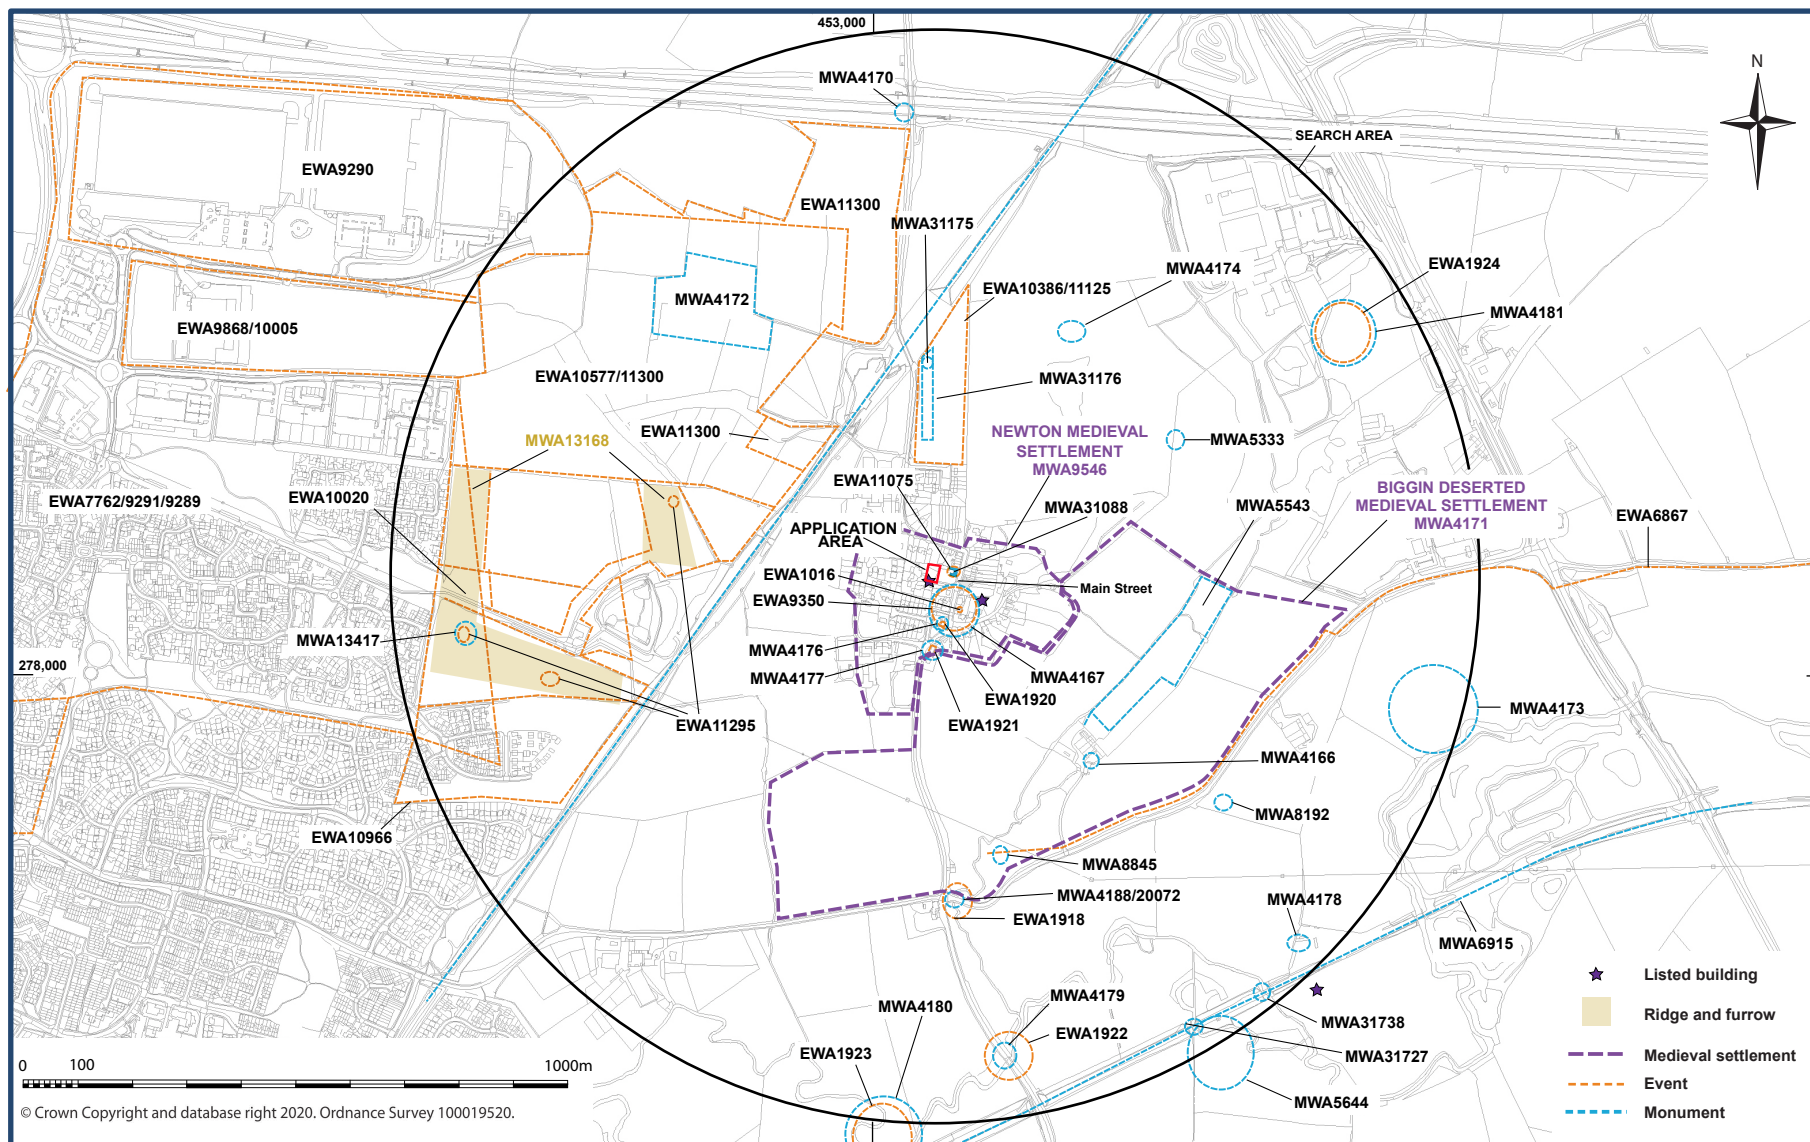 453,000
N
MWA4170
SEARCH AREA
EWA9290
EWA11300
MWA31175
MWA4174
EWA1924
EWA10386/11125
MWA4172
MWA4181
EWA9868/10005
EWA10577/11300
MWA31176
EWA11300
MWA13168
NEWTON MEDIEVAL
SETTLEMENT
MWA9546
MWA5333
EWA11075
BIGGIN DESERTED
MEDIEVAL SETTLEMENT
MWA4171
EWA7762/9291/9289
EWA10020
MWA31088
MWA5543
EWA6867
APPLICATION
AREA
EWA1016
Main Street
EWA9350
MWA13417
MWA4176
278,000
MWA4177
MWA4167
EWA1920
EWA11295
EWA1921
MWA4173
MWA4166
MWA8192
EWA10966
MWA8845
MWA4188/20072
MWA4178
EWA1918
MWA6915
Listed building
MWA4179
MWA4180
Ridge and furrow
MWA31738
EWA1922
EWA1923
MWA31727
Medieval settlement
0 100 1000m
Event
MWA5644
Monument
© Crown Copyright and database right 2020. Ordnance Survey 100019520.